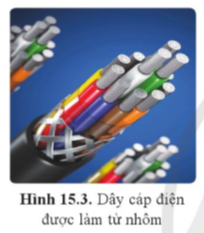 Hình 15.3. Dây cáp điện
được làm từ nhôm